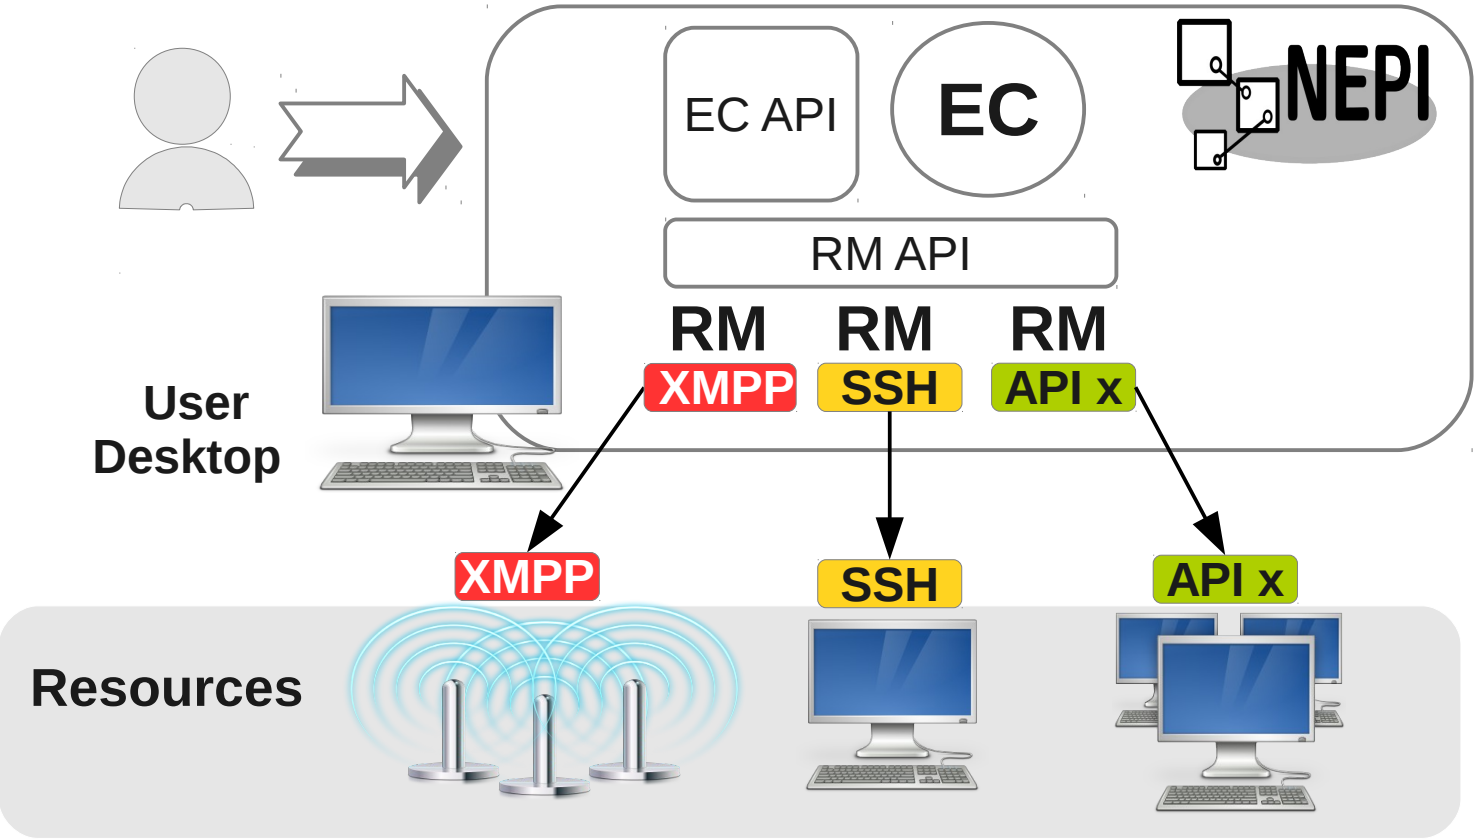 EC API
EC
NEPI
RM API
RM
RM
RM
XMPP
SSH
API x
User
Desktop
XMPP
SSH
API x
Resources